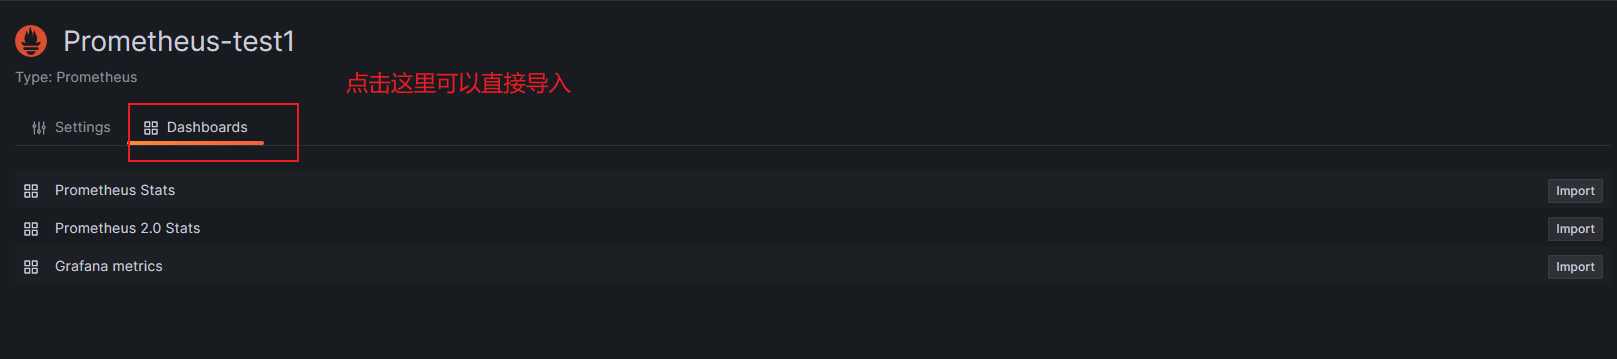 Prometheus-test1
Type: Prometheus
点击这里可以直接导入
Settings
Dashboards
Prometheus Stats
Import
Prometheus 2.0 Stats
Import
Grafana metrics
Import